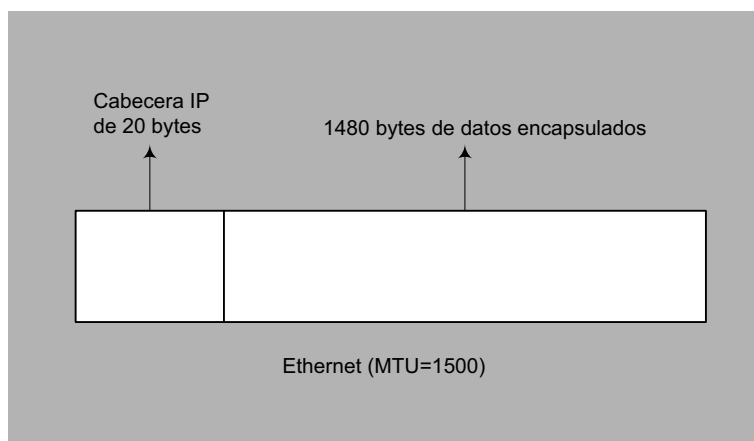 Cabecera IP
de 20 bytes
1480 bytes de datos encapsulados
Ethernet (MTU=1500)